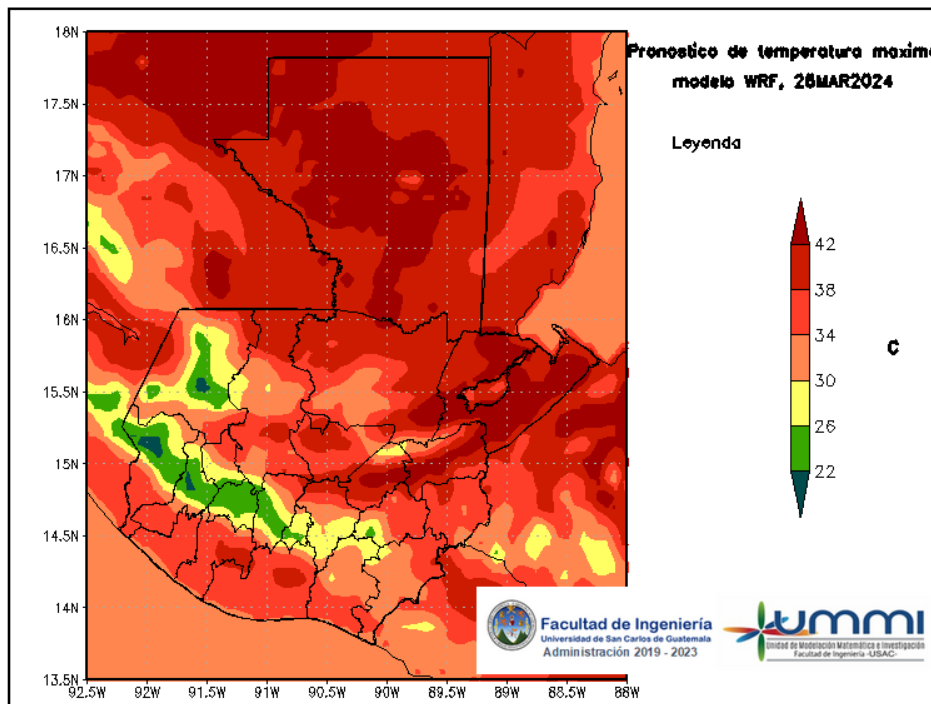 Pronostico de temperatura maxima
modelo WRF, 28MAR2024
Leyenda
18N
17.5N
17N
16.5N
16N
15.5N
15N
14.5N
14N
13.5N
92.5W
92W
91.5W
91W
90.5W
90W
89.5W
89W
88.5W
88W
42
38
34
30
26
22
C
Facultad de Ingeniería
Universidad de San Carlos de Guatemala
Administración 2019 - 2023
ummi
Unidad de Modelación Matemática e Investigación
Facultad de Ingeniería -USAC-